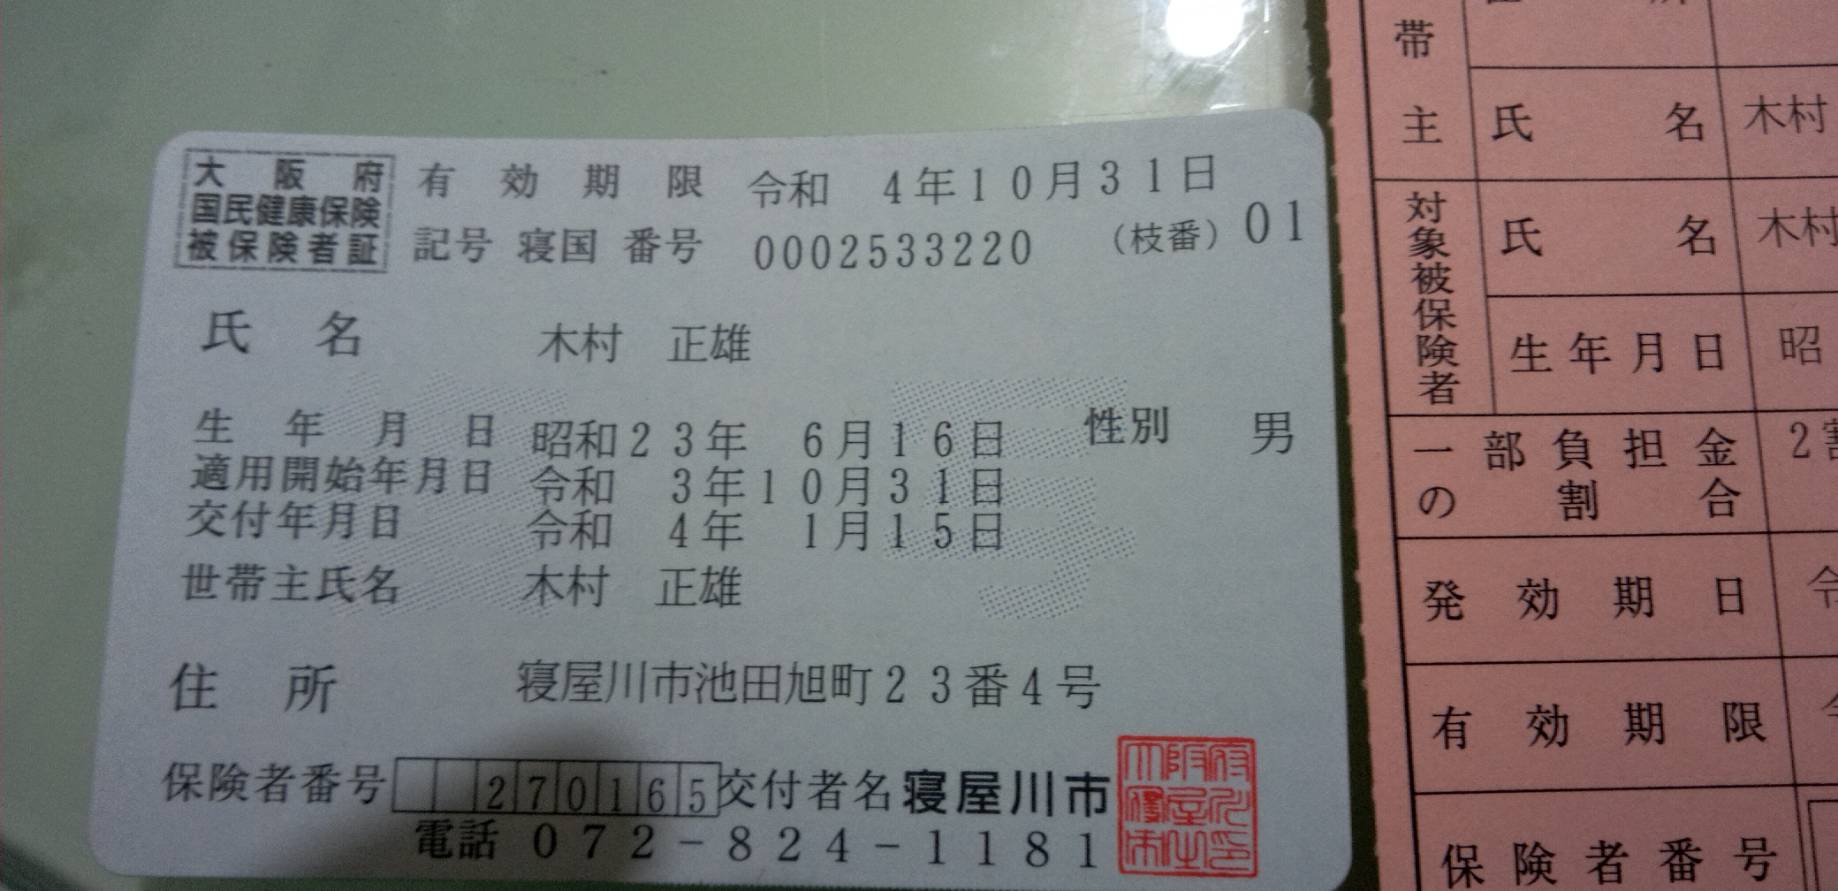 大阪府
国民健康保険
被保険者証
有効期限 令和 4年10月31日
記号 寝国 番号 0002533220 (枝番) 01
氏名 木村 正雄
生年月日 昭和23年 6月16日 性別 男
適用開始年月日 令和 3年10月31日
交付年月日 令和 4年 1月15日
世帯主氏名 木村 正雄
住所 寝屋川市池田旭町23番4号
保険者番号 270165 交付者名 寝屋川市
電話 072-824-1181
帯主
氏名 木村
対象被保険者
氏名 木村
生年月日 昭
一部負担金の割合 2割
発効期日 令
有効期限
保険者番号